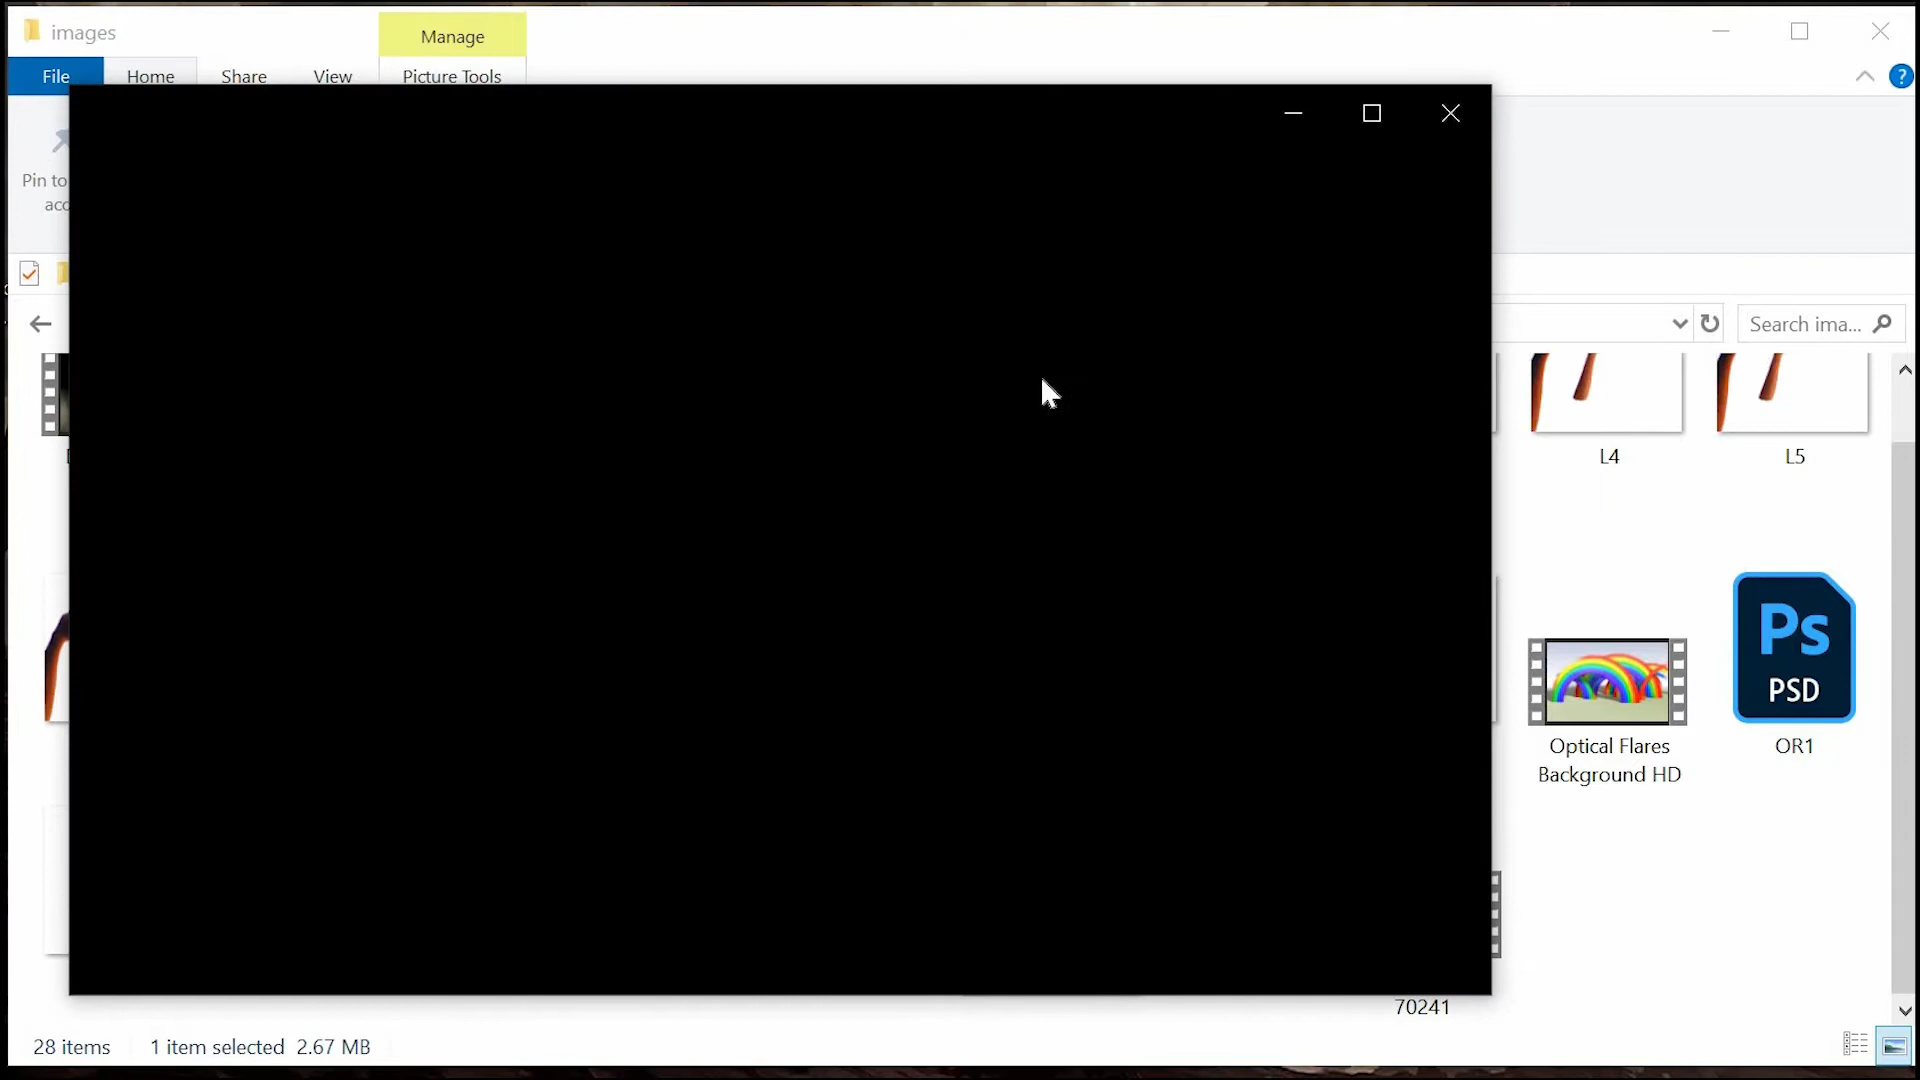 images
Manage
File
Home
Share
View
Picture Tools
?
Pin to
acc
Search ima...
L4
L5
Ps
PSD
Optical Flares
Background HD
OR1
70241
28 items
1 item selected 2.67 MB